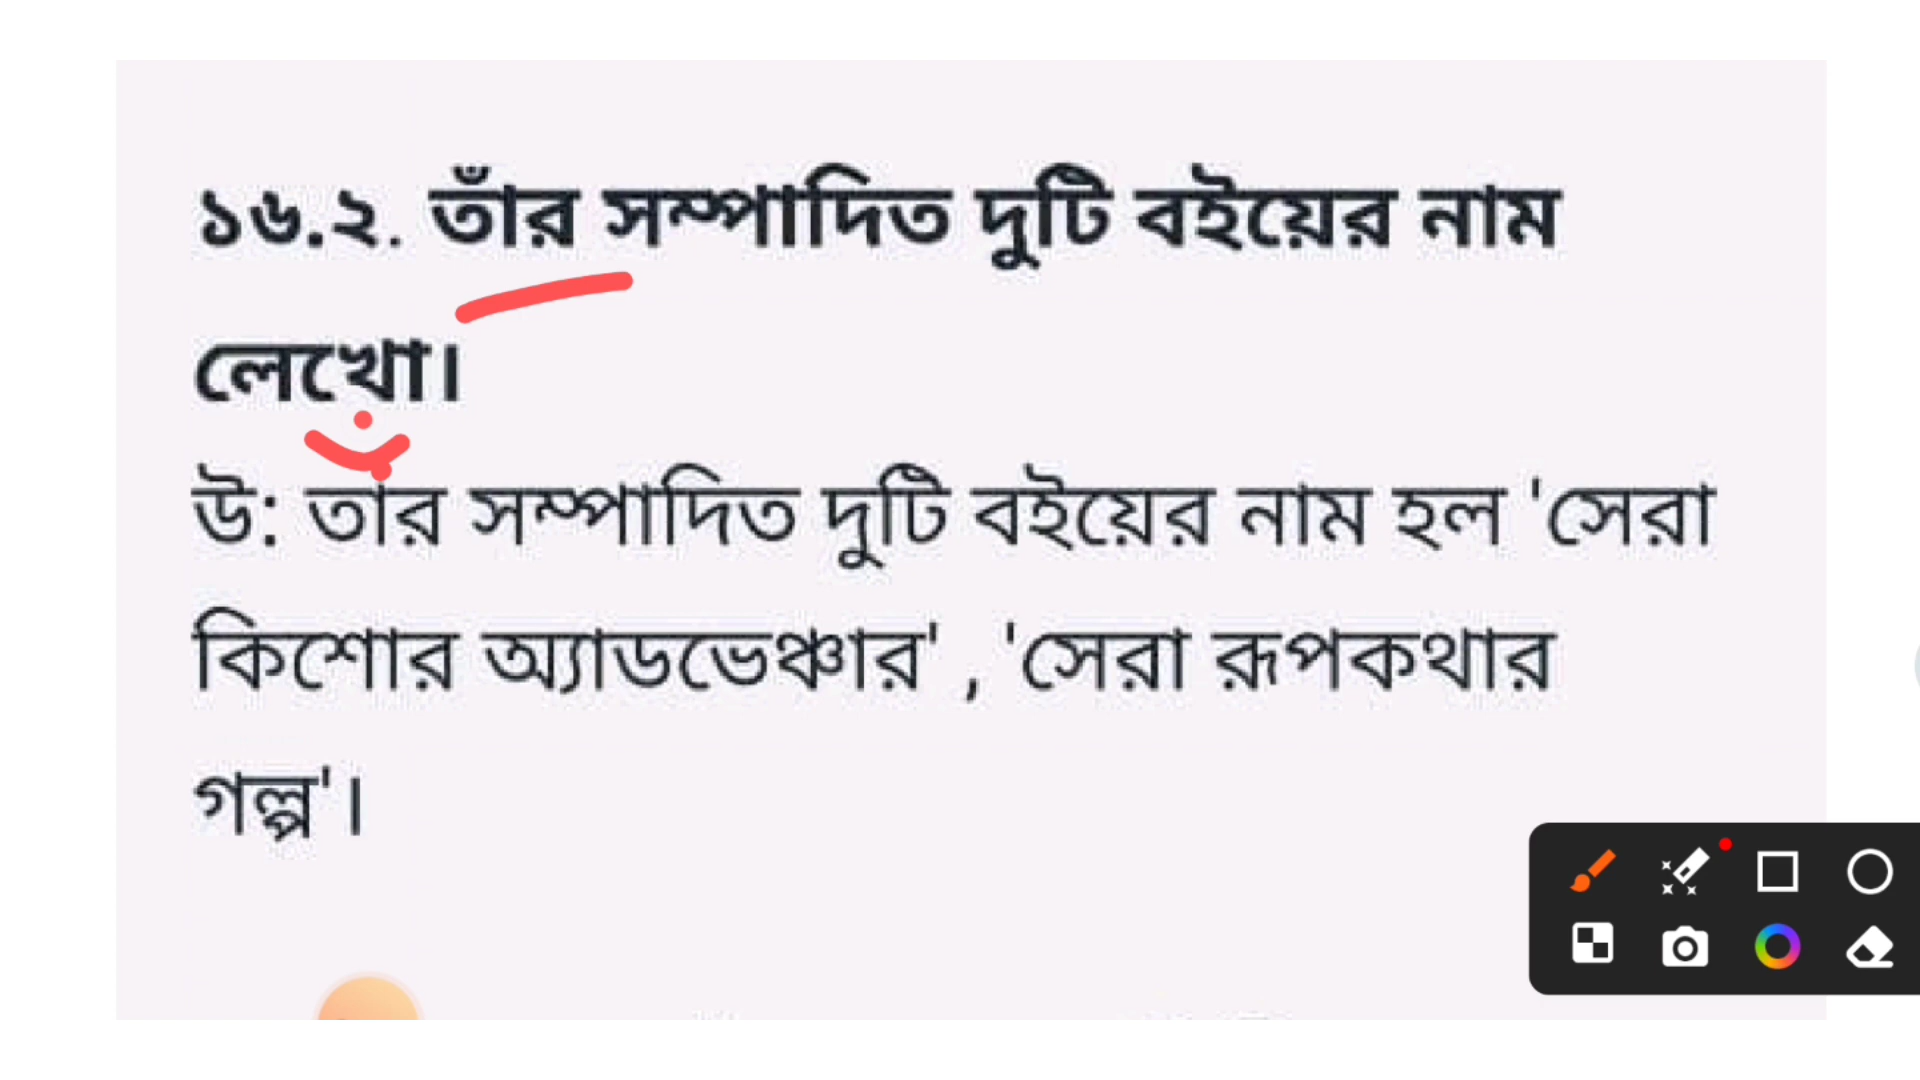 ১৬.২. তাঁর সম্পাদিত দুটি বইয়ের নাম
লেখো।
উ: তার সম্পাদিত দুটি বইয়ের নাম হল 'সেরা
কিশোর অ্যাডভেঞ্চার' , 'সেরা রূপকথার
গল্প'।